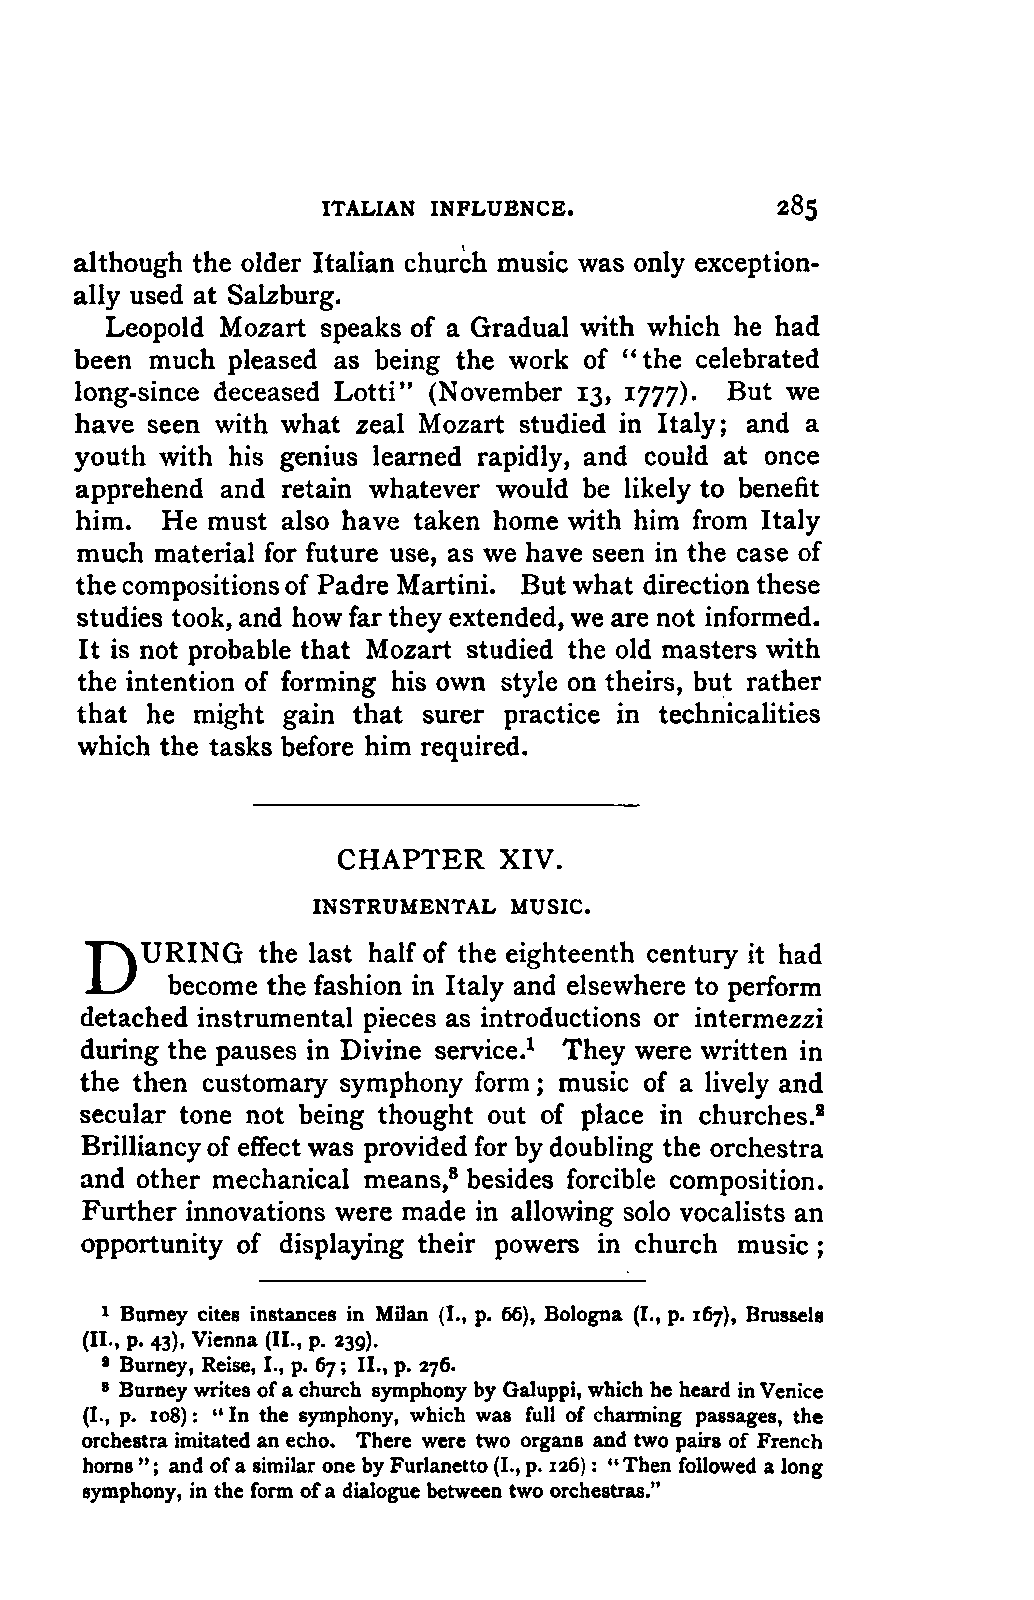 ITALIAN INFLUENCE. 285
although the older Italian church music was only exception-
ally used at Salzburg.
Leopold Mozart speaks of a Gradual with which he had
been much pleased as being the work of "the celebrated
long-since deceased Lotti" (November 13, 1777). But we
have seen with what zeal Mozart studied in Italy; and a
youth with his genius learned rapidly, and could at once
apprehend and retain whatever would be likely to benefit
him. He must also have taken home with him from Italy
much material for future use, as we have seen in the case of
the compositions of Padre Martini. But what direction these
studies took, and how far they extended, we are not informed.
It is not probable that Mozart studied the old masters with
the intention of forming his own style on theirs, but rather
that he might gain that surer practice in technicalities
which the tasks before him required.
CHAPTER XIV.
INSTRUMENTAL MUSIC.
DURING the last half of the eighteenth century it had
become the fashion in Italy and elsewhere to perform
detached instrumental pieces as introductions or intermezzi
during the pauses in Divine service.¹ They were written in
the then customary symphony form; music of a lively and
secular tone not being thought out of place in churches.²
Brilliancy of effect was provided for by doubling the orchestra
and other mechanical means,³ besides forcible composition.
Further innovations were made in allowing solo vocalists an
opportunity of displaying their powers in church music;
¹ Burney cites instances in Milan (I., p. 66), Bologna (I., p. 167), Brussels
(II., p. 43), Vienna (II., p. 239).
² Burney, Reise, I., p. 67; II., p. 276.
³ Burney writes of a church symphony by Galuppi, which he heard in Venice
(I., p. 108): "In the symphony, which was full of charming passages, the
orchestra imitated an echo. There were two organs and two pairs of French
horns"; and of a similar one by Furlanetto (I., p. 126): "Then followed a long
symphony, in the form of a dialogue between two orchestras."